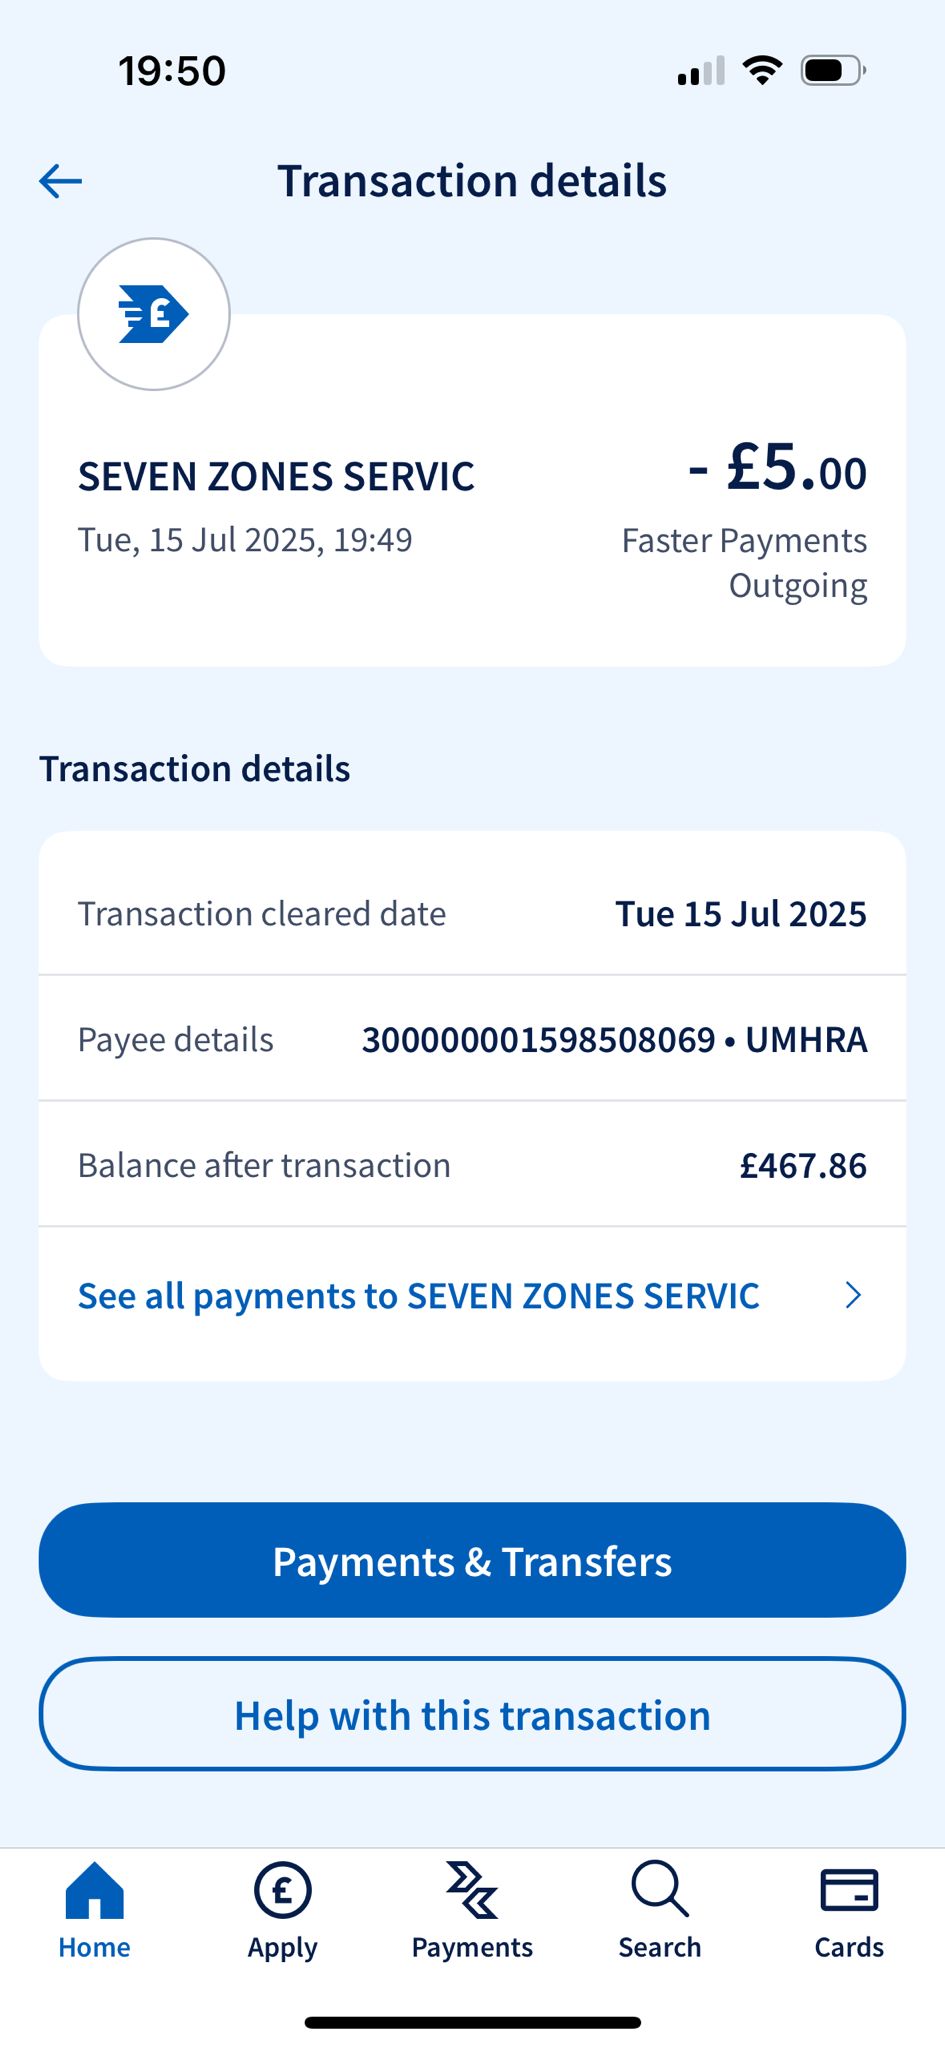 19:50
Transaction details
£
SEVEN ZONES SERVIC
- £5.00
Tue, 15 Jul 2025, 19:49
Faster Payments
Outgoing
Transaction details
Transaction cleared date
Tue 15 Jul 2025
Payee details
300000001598508069 • UMHRA
Balance after transaction
£467.86
See all payments to SEVEN ZONES SERVIC
Payments & Transfers
Help with this transaction
£
Home
Apply
Payments
Search
Cards